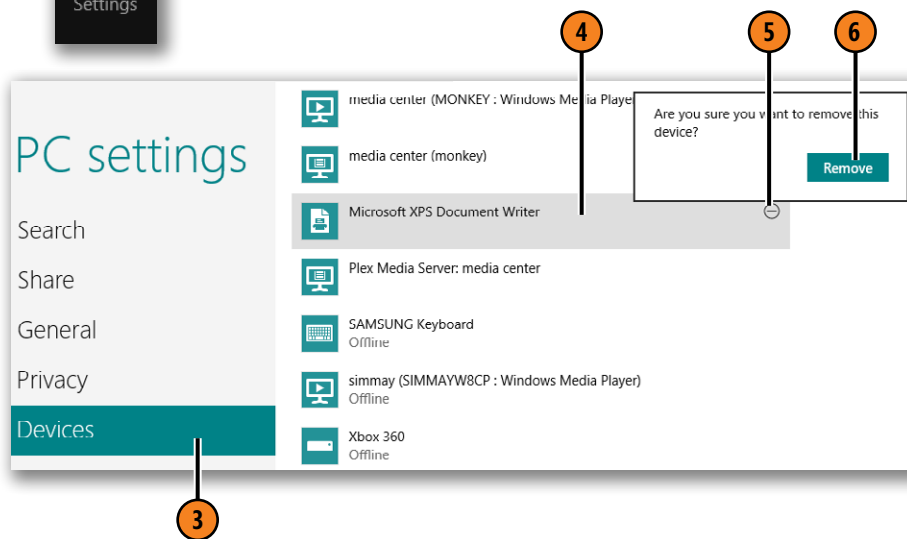 Settings
4
5
6
PC settings
Search
Share
General
Privacy
Devices
media center (MONKEY : Windows Media Playe
media center (monkey)
Microsoft XPS Document Writer
Plex Media Server: media center
SAMSUNG Keyboard
Offline
simmay (SIMMAYW8CP : Windows Media Player)
Offline
Xbox 360
Offline
Are you sure you want to remove this
device?
Remove
3